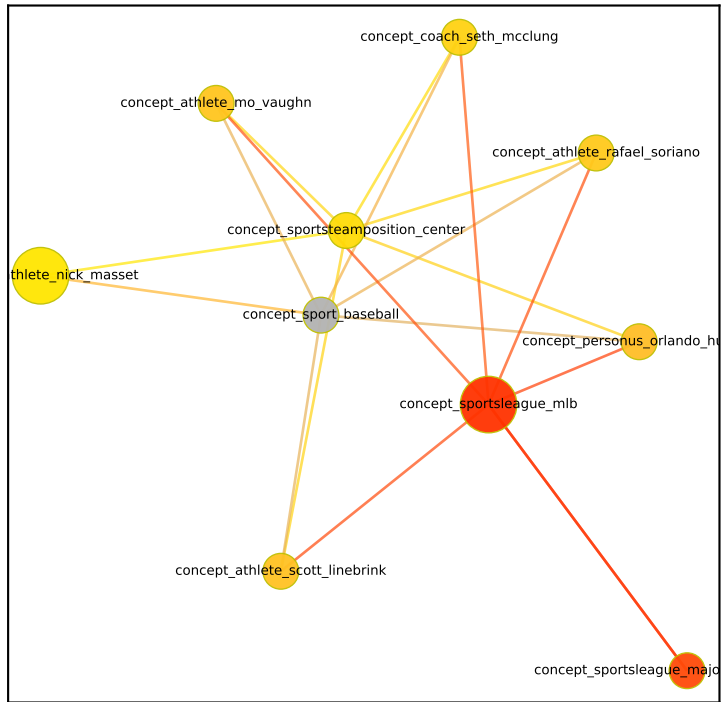 concept_coach_seth_mcclung
concept_athlete_mo_vaughn
concept_athlete_rafael_soriano
concept_sportsteamposition_center
thlete_nick_masset
concept_sport_baseball
concept_personus_orlando_hu
concept_sportsleague_mlb
concept_athlete_scott_linebrink
concept_sportsleague_majo